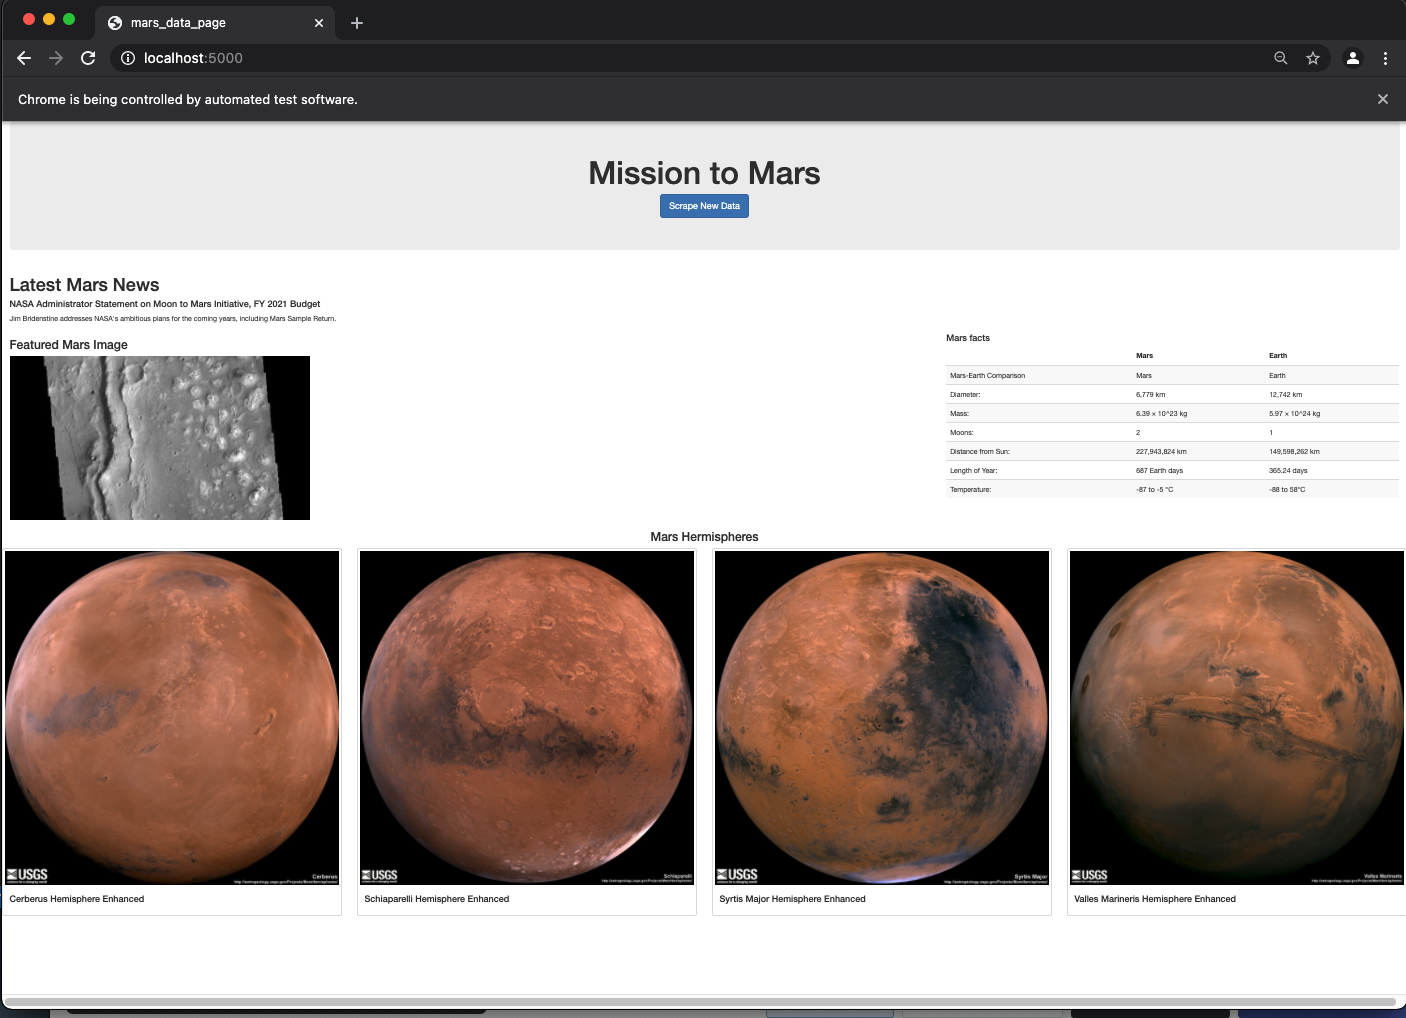 mars_data_page
localhost:5000
Chrome is being controlled by automated test software.
Mission to Mars
Scrape New Data
Latest Mars News
NASA Administrator Statement on Moon to Mars Initiative, FY 2021 Budget
Jim Bridenstine addresses NASA's ambitious plans for the coming years, including Mars Sample Return.
Featured Mars Image
Mars facts
Mars Earth
Mars-Earth Comparison Mars Earth
Diameter: 6,779 km 12,742 km
Mass: 6.39 × 10^23 kg 5.97 × 10^24 kg
Moons: 2 1
Distance from Sun: 227,943,824 km 149,598,262 km
Length of Year: 687 Earth days 365.24 days
Temperature: -87 to -5 °C -88 to 58°C
Mars Hermispheres
USGS Cerberus
USGS Schiaparelli
USGS Syrtis Major
USGS Valles Marineris
Cerberus Hemisphere Enhanced
Schiaparelli Hemisphere Enhanced
Syrtis Major Hemisphere Enhanced
Valles Marineris Hemisphere Enhanced